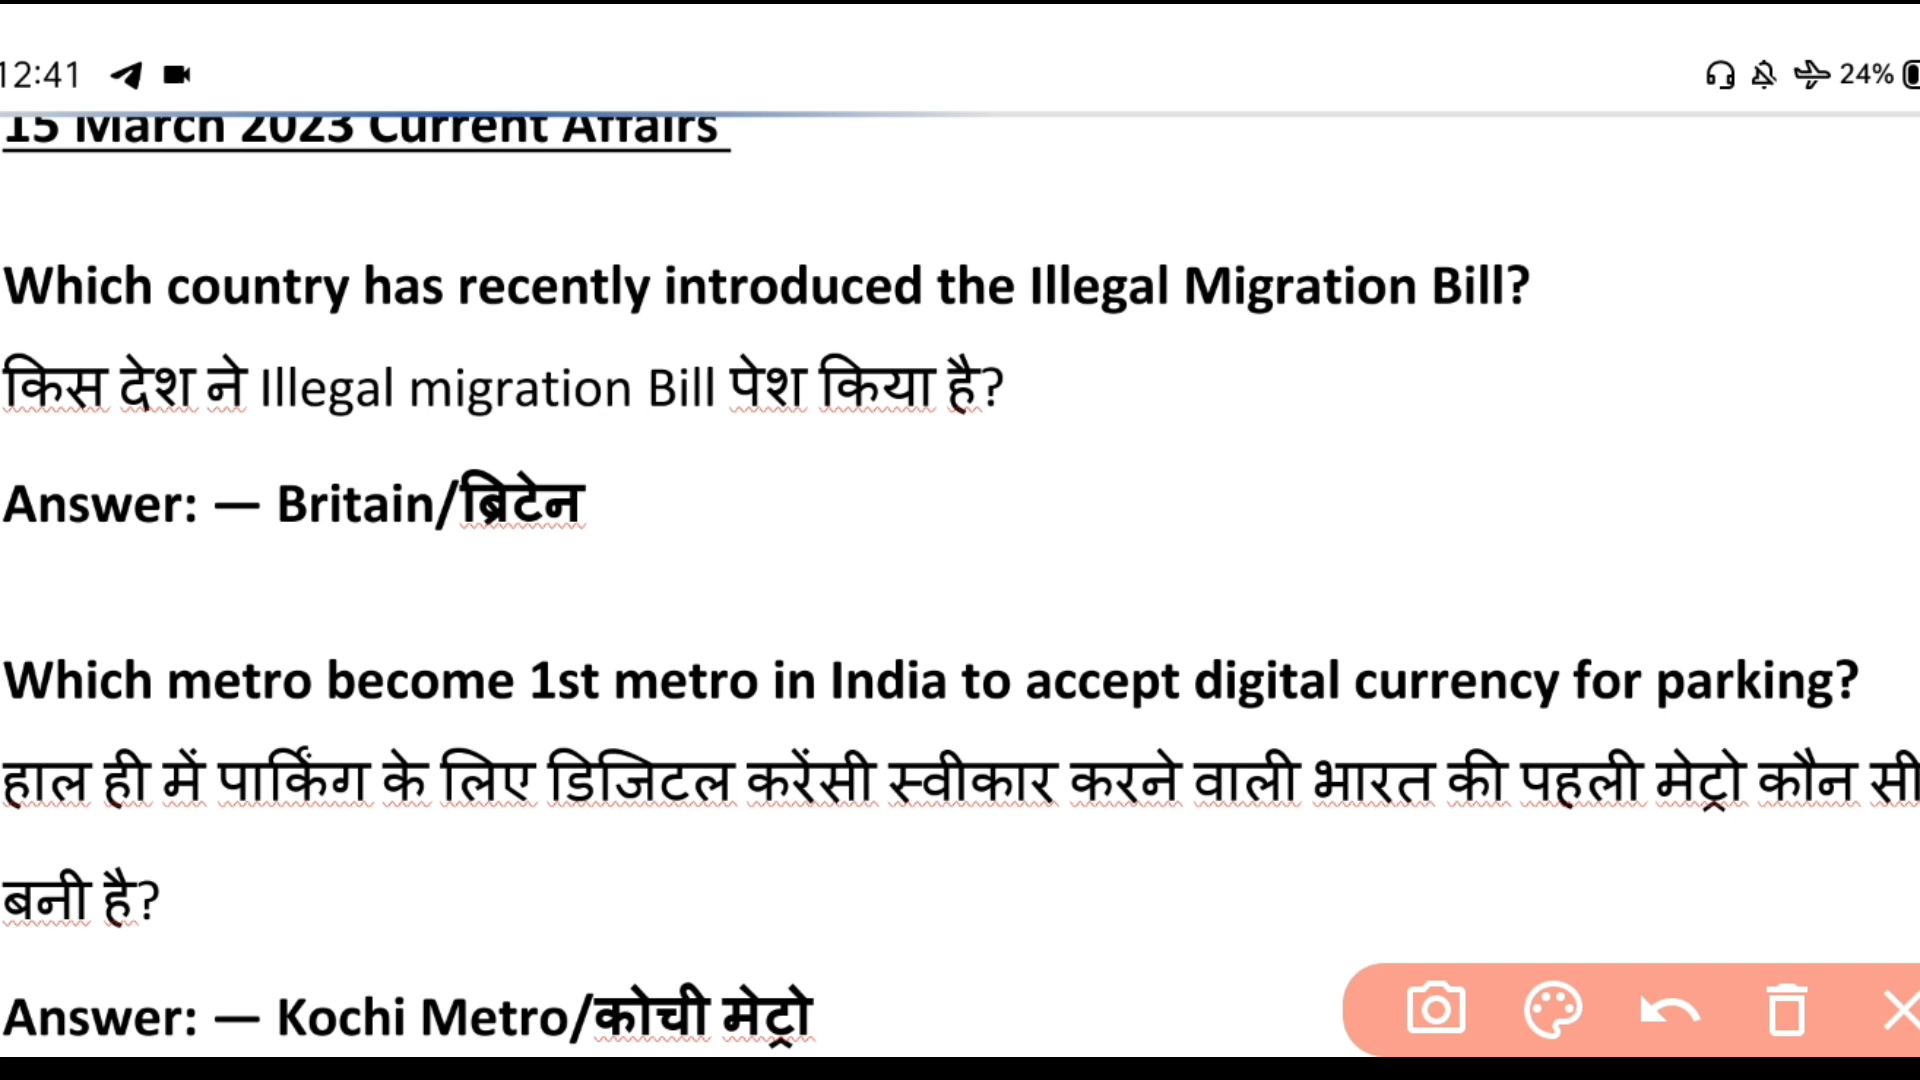 12:41
24%
15 March 2023 Current Affairs
Which country has recently introduced the Illegal Migration Bill?
किस देश ने Illegal migration Bill पेश किया है?
Answer: — Britain/ब्रिटेन
Which metro become 1st metro in India to accept digital currency for parking?
हाल ही में पार्किंग के लिए डिजिटल करेंसी स्वीकार करने वाली भारत की पहली मेट्रो कौन सी
बनी है?
Answer: — Kochi Metro/कोची मेट्रो